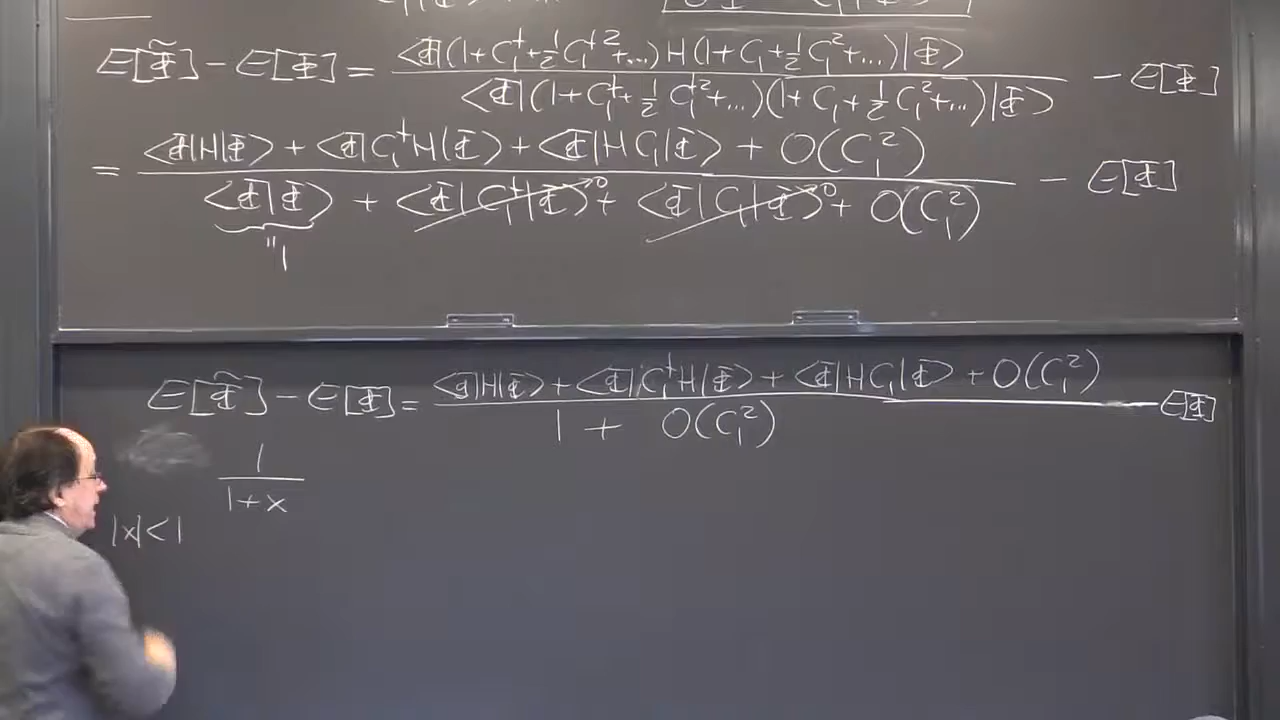 E[Φ̃] − E[Φ] = <Φ|(1+C₁†+½C₁†²+...)H(1+C₁+½C₁²+...)|Φ> / <Φ|(1+C₁†+½C₁†²+...)(1+C₁+½C₁²+...)|Φ> − E[Φ]
= <Φ|H|Φ> + <Φ|C₁†H|Φ> + <Φ|HC₁|Φ> + O(C₁²) / <Φ|Φ> + <Φ|C₁†|Φ>⁰ + <Φ|C₁|Φ>⁰ + O(C₁²) − E[Φ]
" 1
E[Φ̃] − E[Φ] = <Φ|H|Φ> + <Φ|C₁†H|Φ> + <Φ|HC₁|Φ> + O(C₁²) / 1 + O(C₁²) − E[Φ]
1 / 1+x
|x|<1